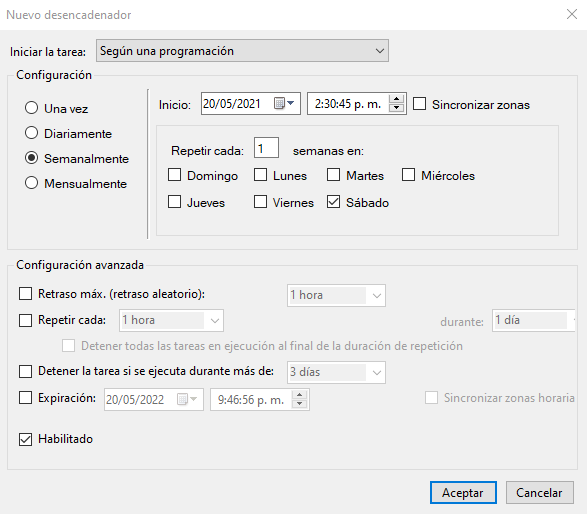 Nuevo desencadenador
Iniciar la tarea: Según una programación
Configuración
Una vez
Diariamente
Semanalmente
Mensualmente
Inicio: 20/05/2021 2:30:45 p. m. Sincronizar zonas
Repetir cada: 1 semanas en:
Domingo Lunes Martes Miércoles
Jueves Viernes Sábado
Configuración avanzada
Retraso máx. (retraso aleatorio): 1 hora
Repetir cada: 1 hora durante: 1 día
Detener todas las tareas en ejecución al final de la duración de repetición
Detener la tarea si se ejecuta durante más de: 3 días
Expiración: 20/05/2022 9:46:56 p. m. Sincronizar zonas horaria
Habilitado
Aceptar Cancelar